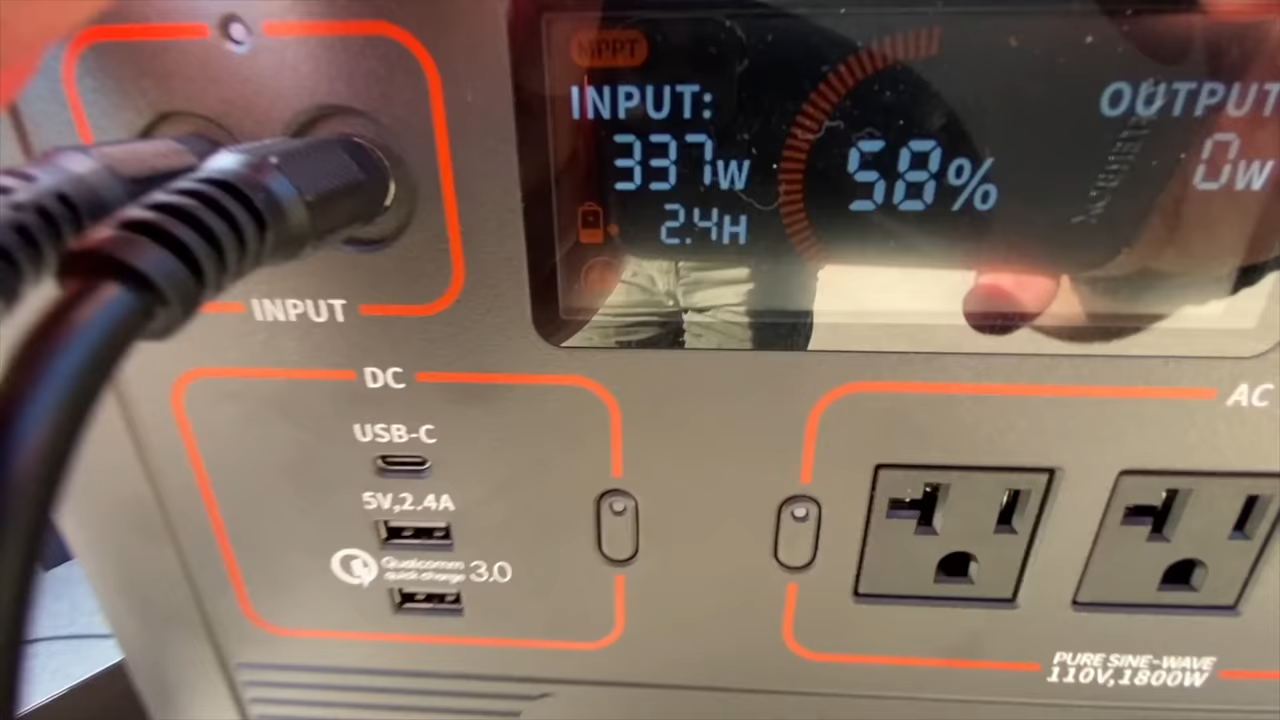 MPPT
INPUT:
337W
2.4H
58%
OUTPUT
0W
INPUT
DC
USB-C
5V,2.4A
Qualcomm
quick charge 3.0
AC
PURE SINE-WAVE
110V,1800W